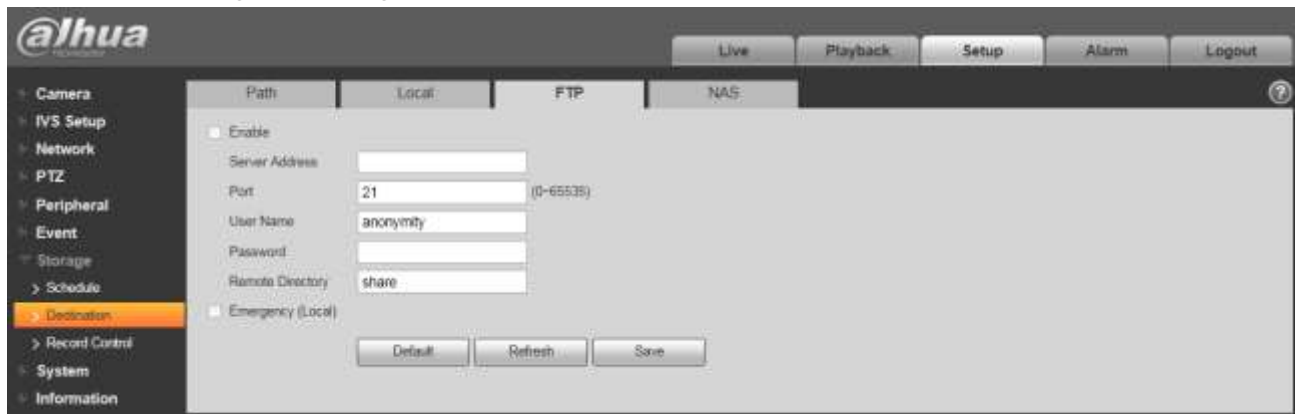 alhua
TECHNOLOGY
Live Playback Setup Alarm Logout
Camera
IVS Setup
Network
PTZ
Peripheral
Event
Storage
Schedule
Destination
Record Control
System
Information
Path Local FTP NAS
?
Enable
Server Address
Port 21 (0~65535)
User Name anonymity
Password
Remote Directory share
Emergency (Local)
Default Refresh Save